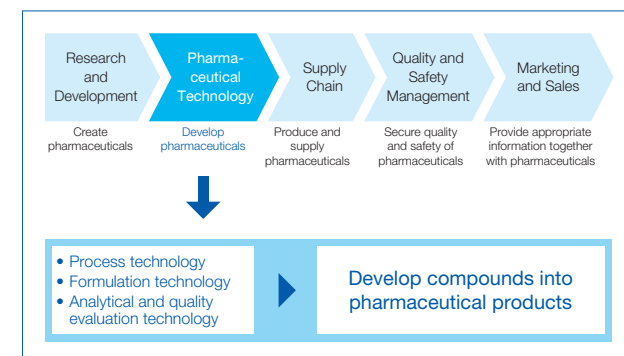 Research
and
Development
Pharma-
ceutical
Technology
Supply
Chain
Quality and
Safety
Management
Marketing
and Sales
Create
pharmaceuticals
Develop
pharmaceuticals
Produce and
supply
pharmaceuticals
Secure quality
and safety of
pharmaceuticals
Provide appropriate
information together
with pharmaceuticals
• Process technology
• Formulation technology
• Analytical and quality
evaluation technology
Develop compounds into
pharmaceutical products